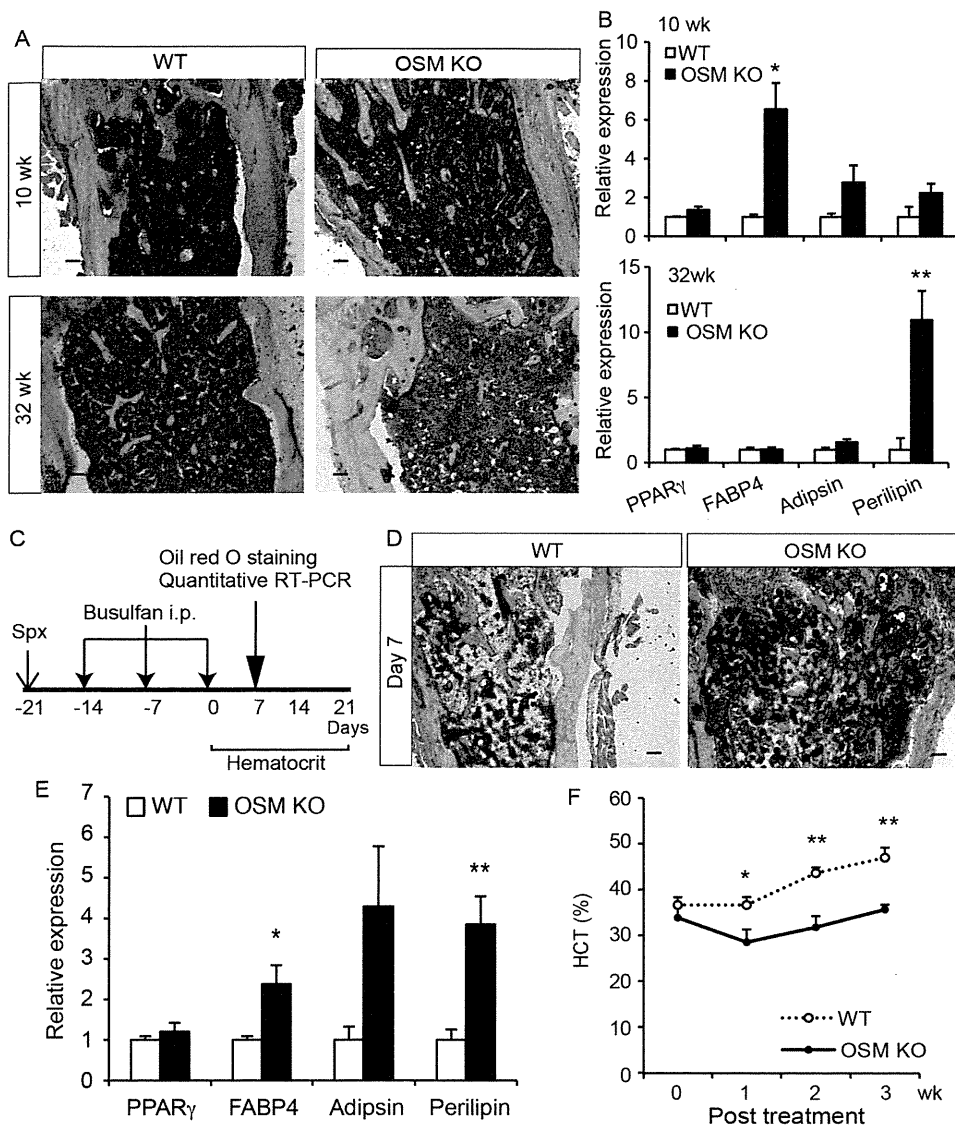 A
WT
OSM KO
10 wk
32 wk
B
10 wk
WT
OSM KO
*
Relative expression
10
8
6
4
2
0
32wk
WT
OSM KO
**
Relative expression
15
10
5
0
PPARγ
FABP4
Adipsin
Perilipin
C
Oil red O staining
Quantitative RT-PCR
Busulfan i.p.
Spx
-21 -14 -7 0 7 14 21
Days
Hematocrit
D
WT
OSM KO
Day 7
E
WT
OSM KO
Relative expression
7
6
5
4
3
2
1
0
*
**
PPARγ FABP4 Adipsin Perilipin
F
HCT (%)
60
50
40
30
20
10
0
* ** **
WT
OSM KO
0 1 2 3 wk
Post treatment